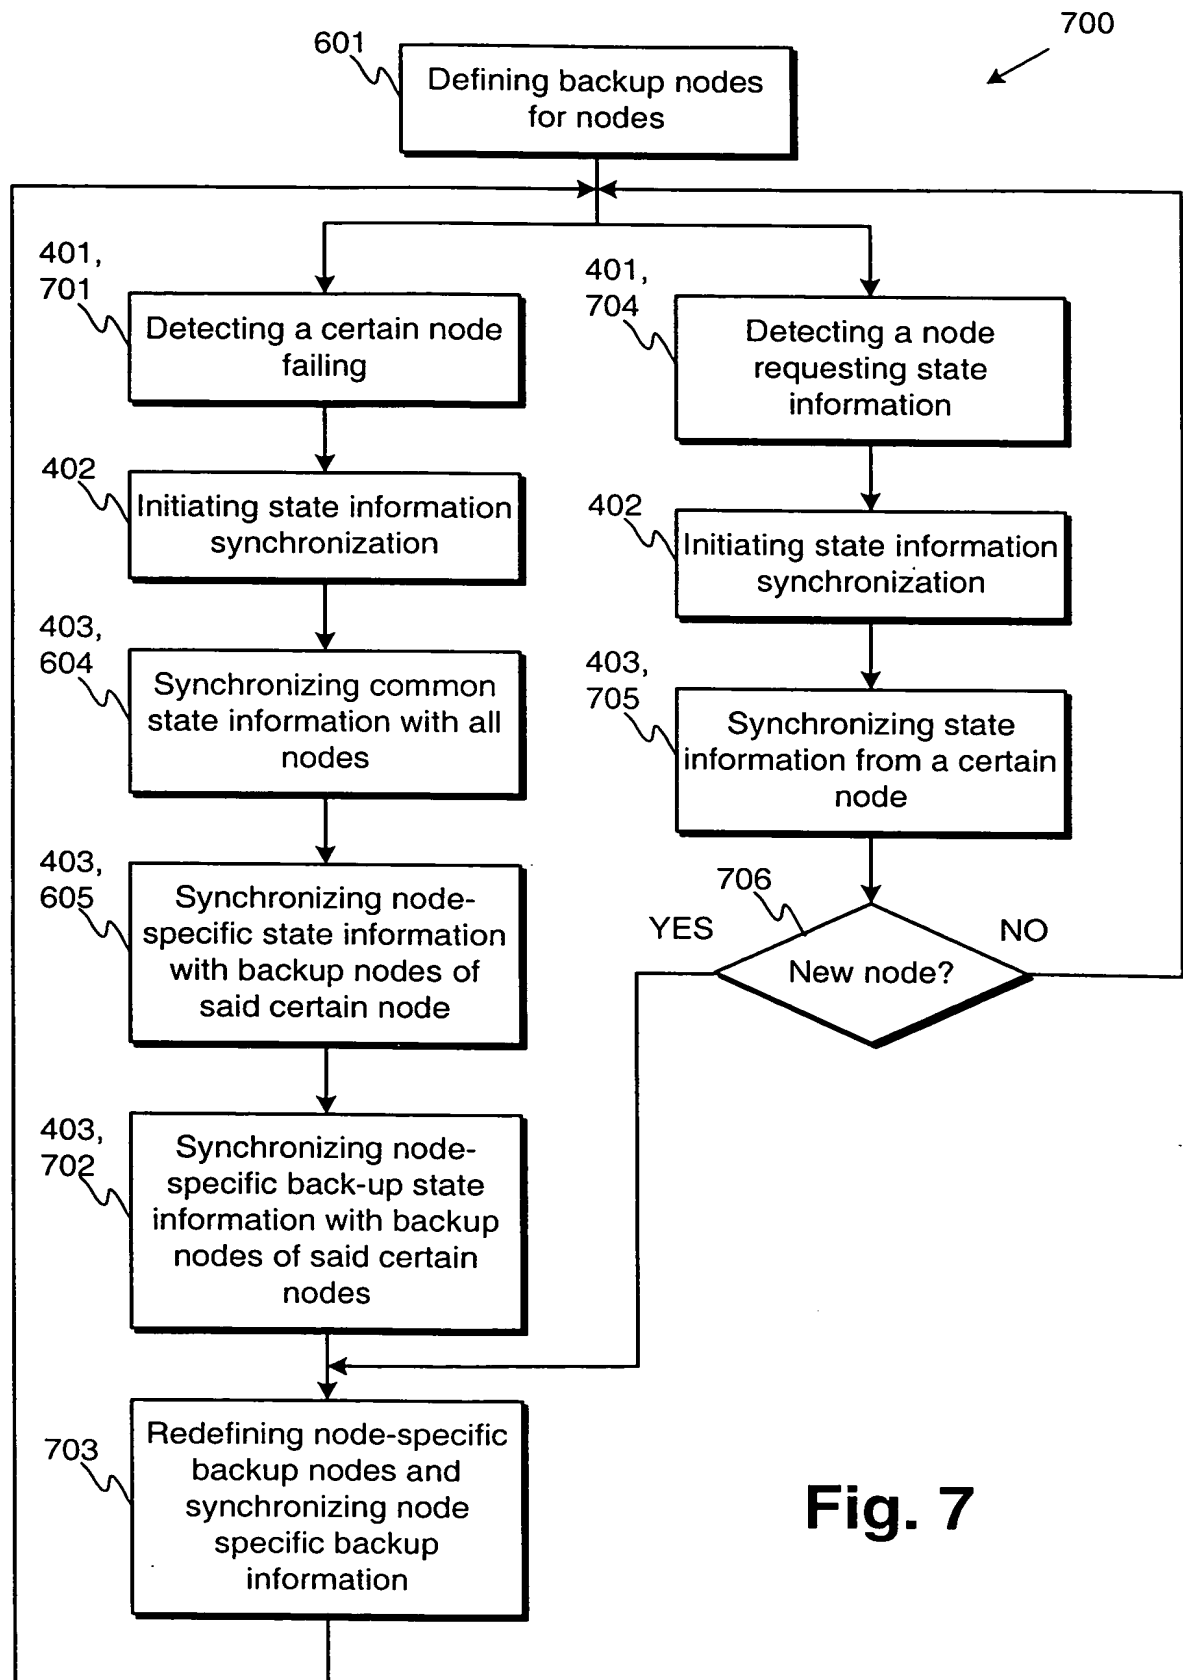 700
601
Defining backup nodes
for nodes
401,
701
Detecting a certain node
failing
402
Initiating state information
synchronization
403,
604
Synchronizing common
state information with all
nodes
403,
605
Synchronizing node-
specific state information
with backup nodes of
said certain node
403,
702
Synchronizing node-
specific back-up state
information with backup
nodes of said certain
nodes
703
Redefining node-specific
backup nodes and
synchronizing node
specific backup
information
401,
704
Detecting a node
requesting state
information
402
Initiating state information
synchronization
403,
705
Synchronizing state
information from a certain
node
706
YES
NO
New node?
Fig. 7